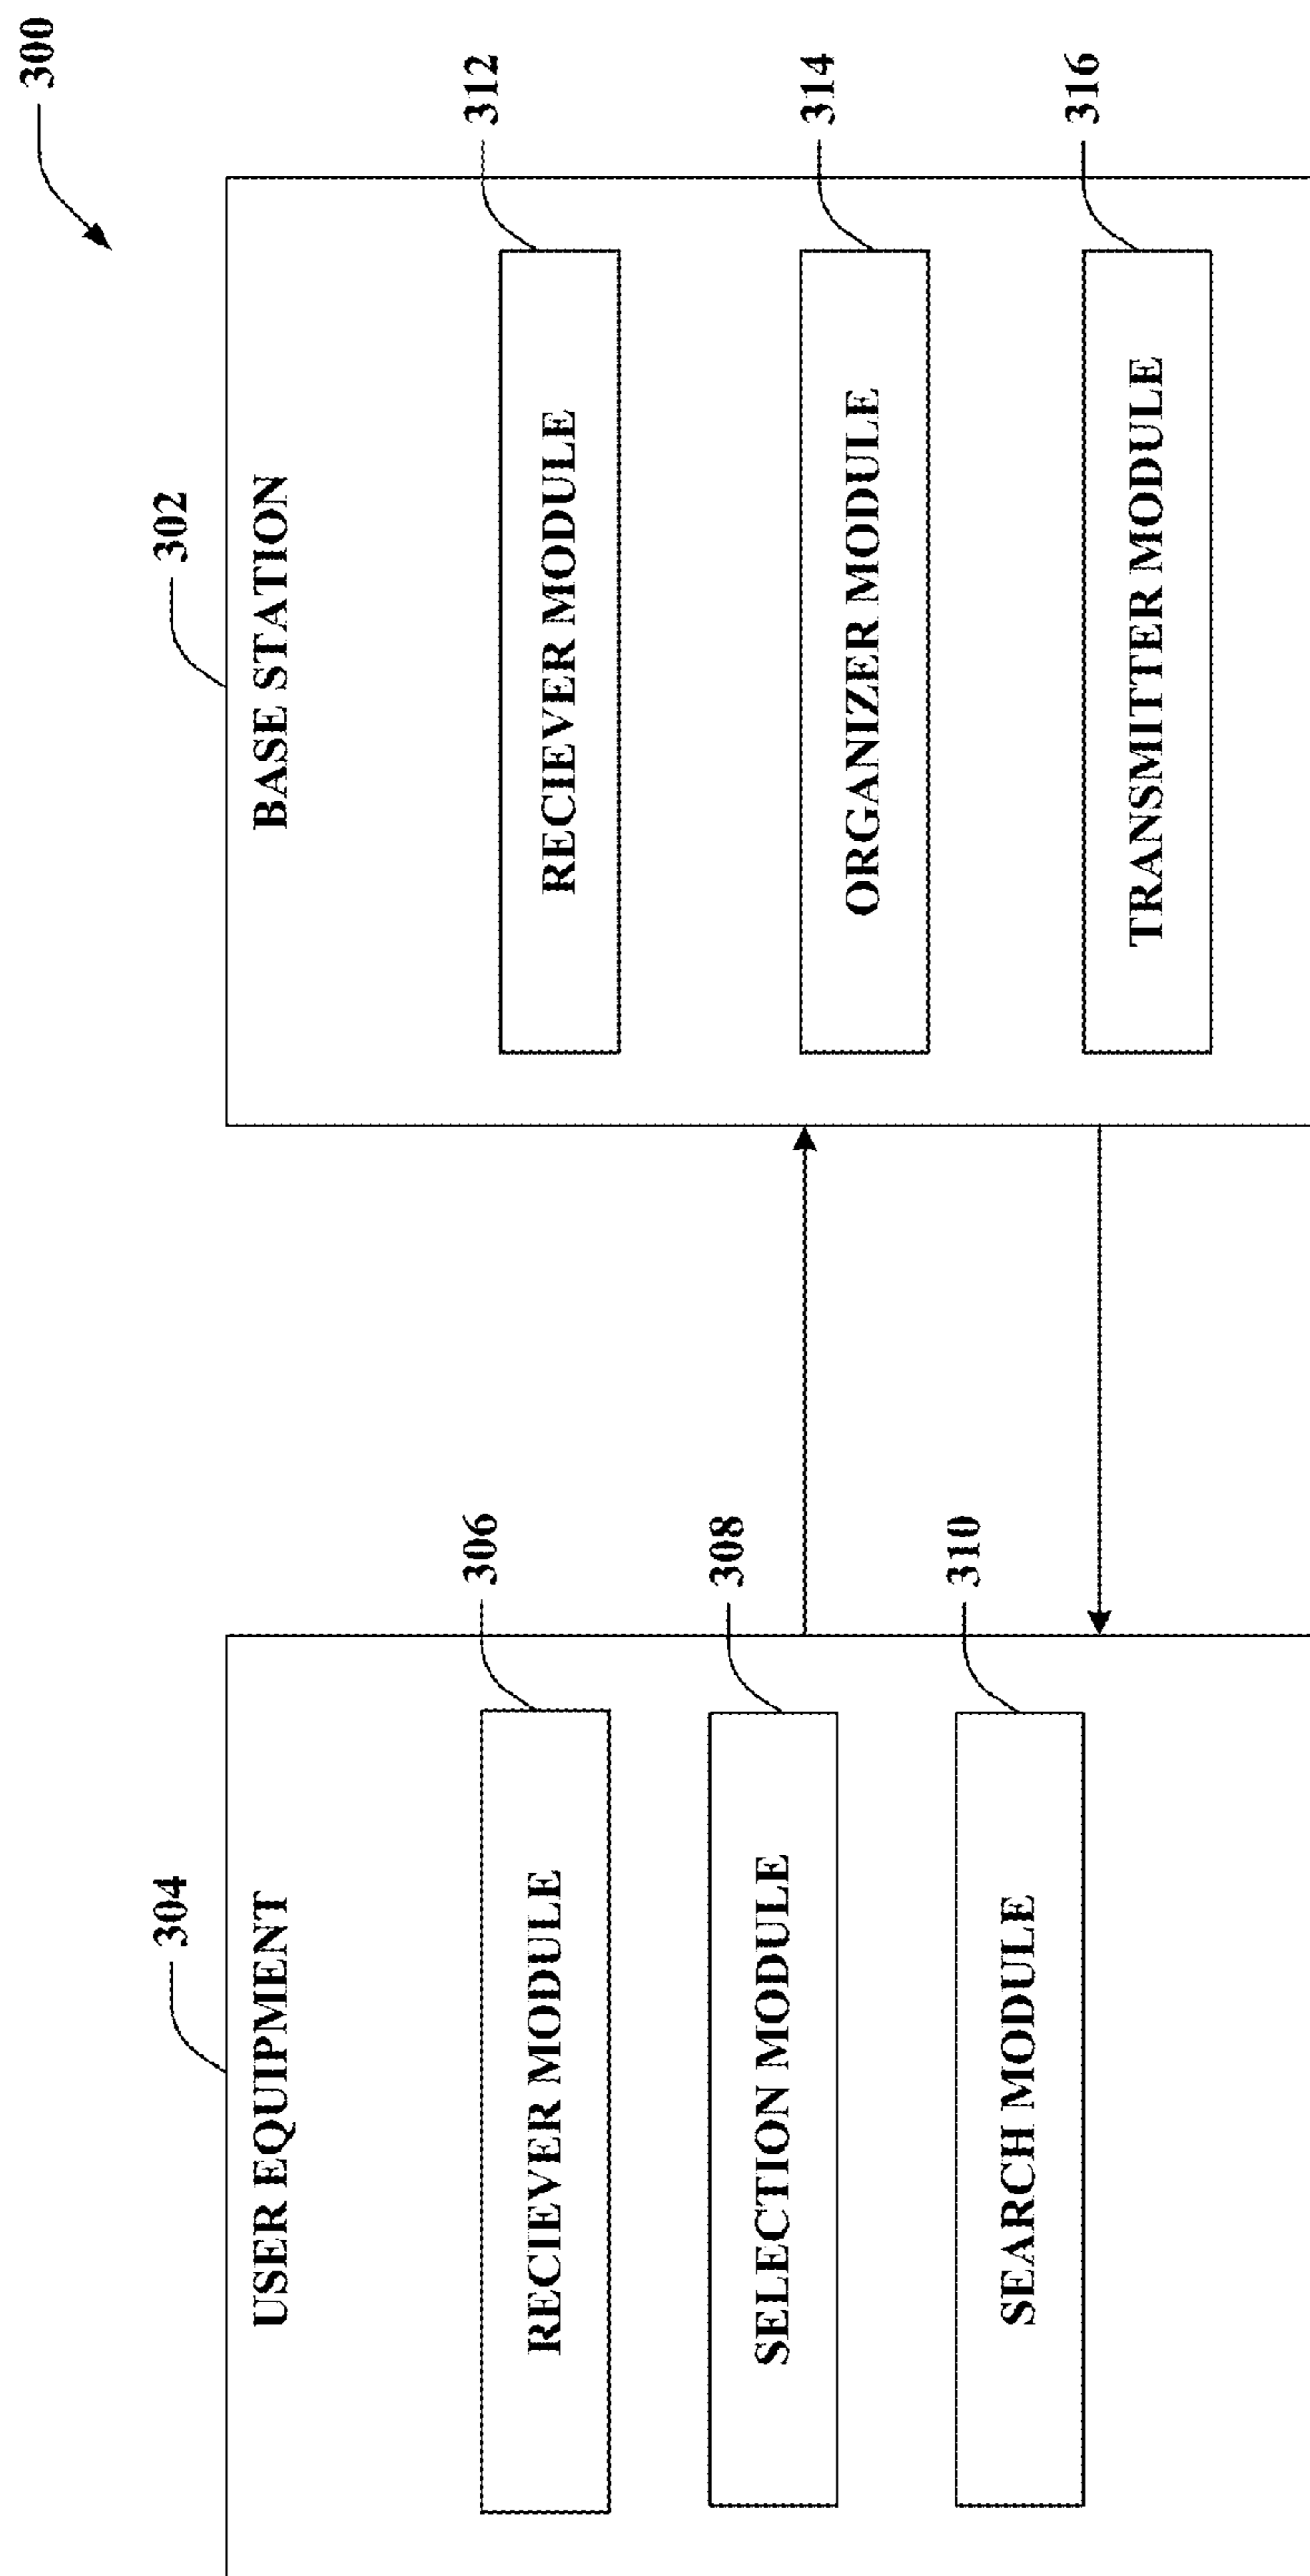 300
304
USER EQUIPMENT
306
RECIEVER MODULE
308
SELECTION MODULE
310
SEARCH MODULE
302
BASE STATION
312
RECIEVER MODULE
314
ORGANIZER MODULE
316
TRANSMITTER MODULE